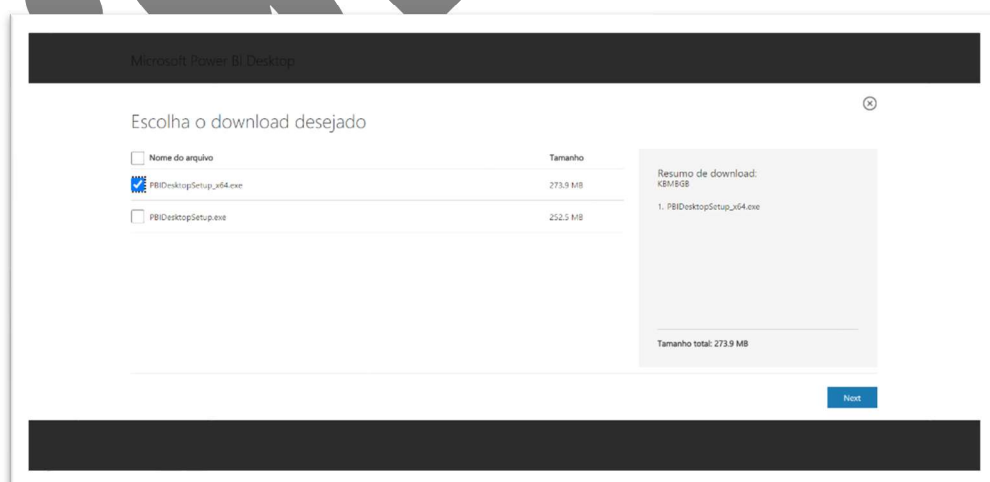 Microsoft Power BI Desktop
Escolha o download desejado
Nome do arquivo Tamanho
PBIDesktopSetup_x64.exe 273.9 MB
PBIDesktopSetup.exe 252.5 MB
Resumo de download:
KBMBGB
1. PBIDesktopSetup_x64.exe
Tamanho total: 273.9 MB
Next